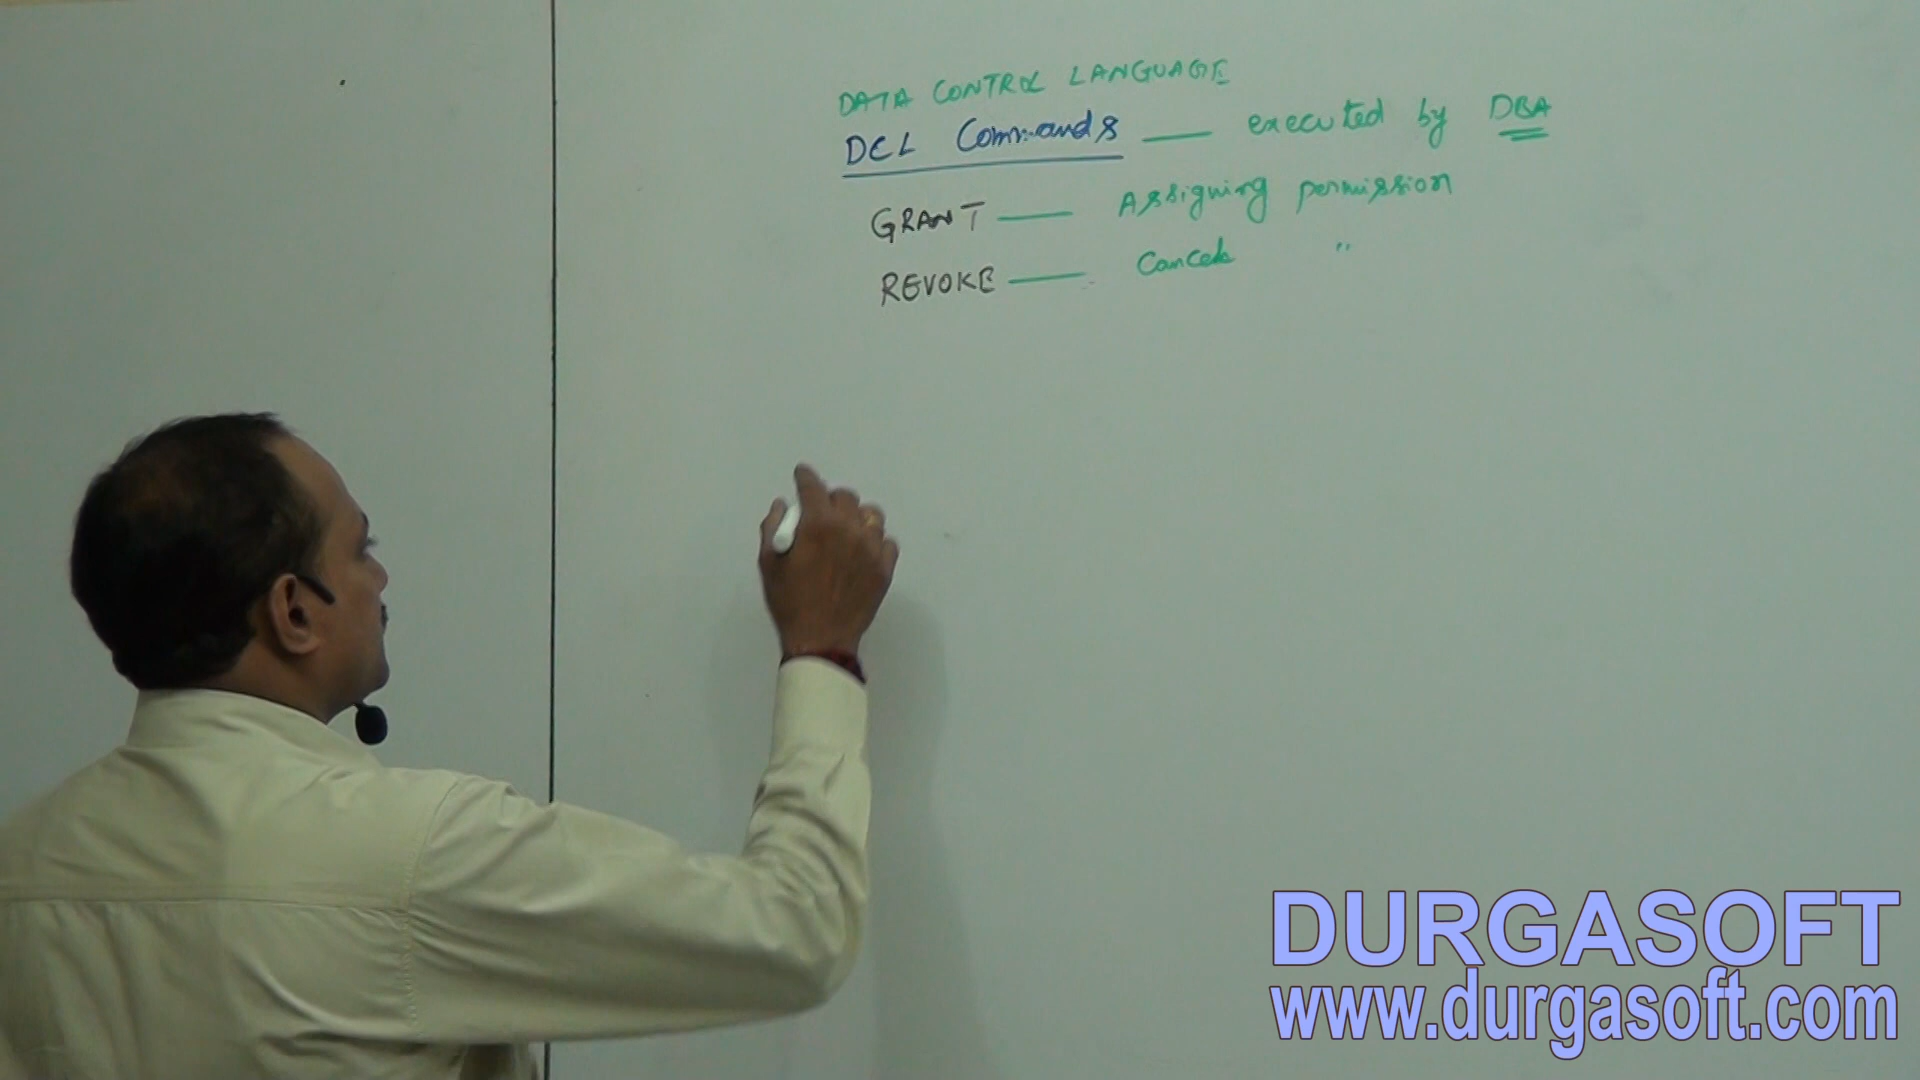 DATA CONTROL LANGUAGE
DCL Commands — executed by DBA
GRANT — Assigning permission
REVOKE — Cancel "
DURGASOFT
www.durgasoft.com